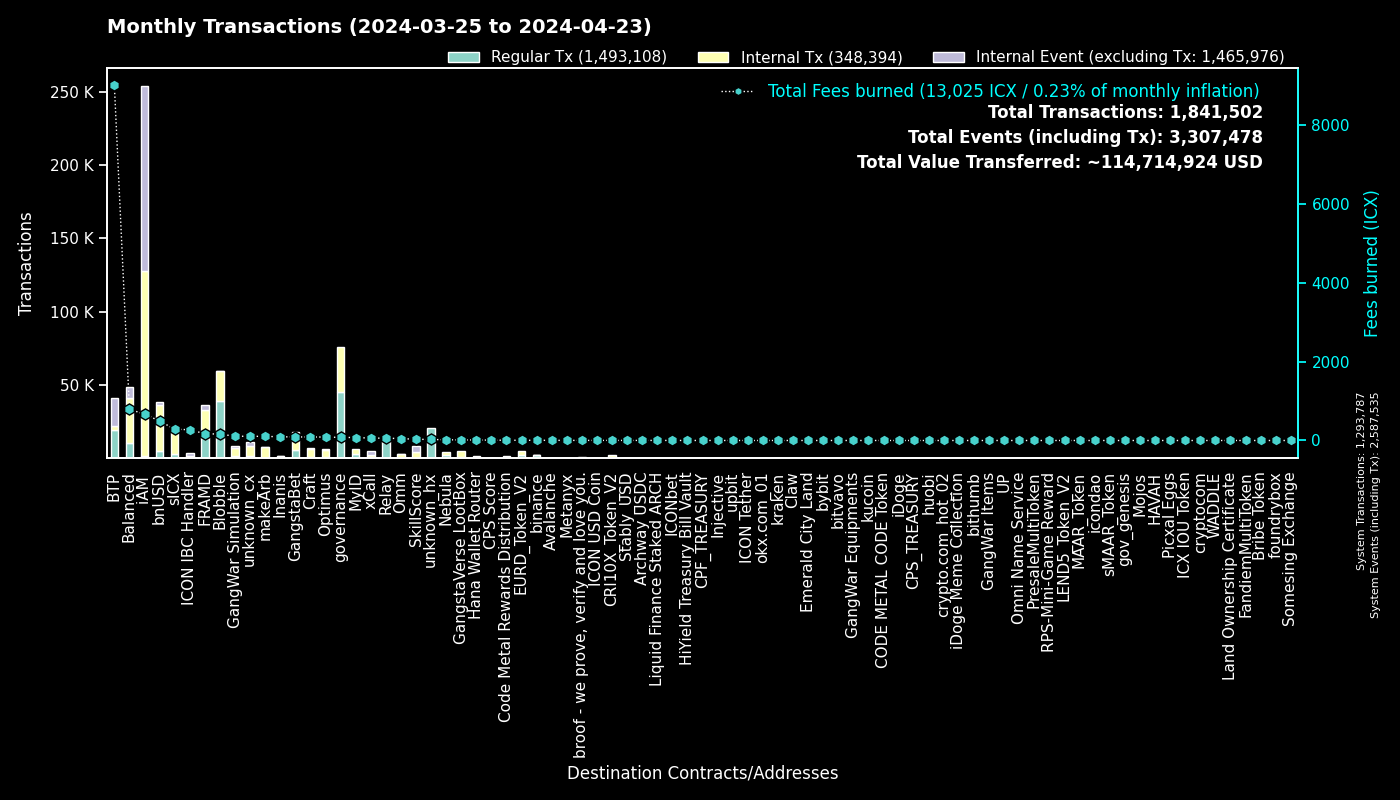 Monthly Transactions (2024-03-25 to 2024-04-23)
Regular Tx (1,493,108)
Internal Tx (348,394)
Internal Event (excluding Tx: 1,465,976)
Total Fees burned (13,025 ICX / 0.23% of monthly inflation)
Total Transactions: 1,841,502
Total Events (including Tx): 3,307,478
Total Value Transferred: ~114,714,924 USD
Transactions
250 K
200 K
150 K
100 K
50 K
8000
6000
4000
2000
0
Fees burned (ICX)
System Transactions: 1,293,787
System Events (including Tx): 2,587,535
BTP
Balanced
iAM
bnUSD
sICX
ICON IBC Handler
FRAMD
Blobble
GangWar Simulation
unknown_cx
makeArb
Inanis
GangstaBet
Craft
Optimus
governance
MyID
xCall
Relay
Omm
SkillScore
unknown_hx
Nebula
GangstaVerse LootBox
Hana Wallet Router
CPS Score
Code Metal Rewards Distribution
EURD_Token_V2
binance
Avalanche
Metanyx
broof - we prove, verify and love you.
ICON USD Coin
CRI10X_Token_V2
Stably_USD
Archway USDC
Liquid Finance Staked ARCH
ICONbet
HiYield Treasury Bill Vault
CPF_TREASURY
Injective
upbit
ICON Tether
okx.com_01
kraken
Claw
Emerald City Land
bybit
bitvavo
GangWar Equipments
kucoin
CODE METAL CODE Token
iDoge
CPS_TREASURY
huobi
crypto.com_hot_02
iDoge Meme Collection
bithumb
GangWar Items
UP
Omni Name Service
PresaleMultiToken
RPS-Mini-Game Reward
LEND5_Token_V2
MAAR_Token
icondao
sMAAR_Token
gov_genesis
Mojos
HAVAH
Picxal Eggs
ICX IOU Token
cryptocom
WADDLE
Land Ownership Certificate
FandiemMultiToken
Bribe Token
foundrybox
Somesing Exchange
Destination Contracts/Addresses